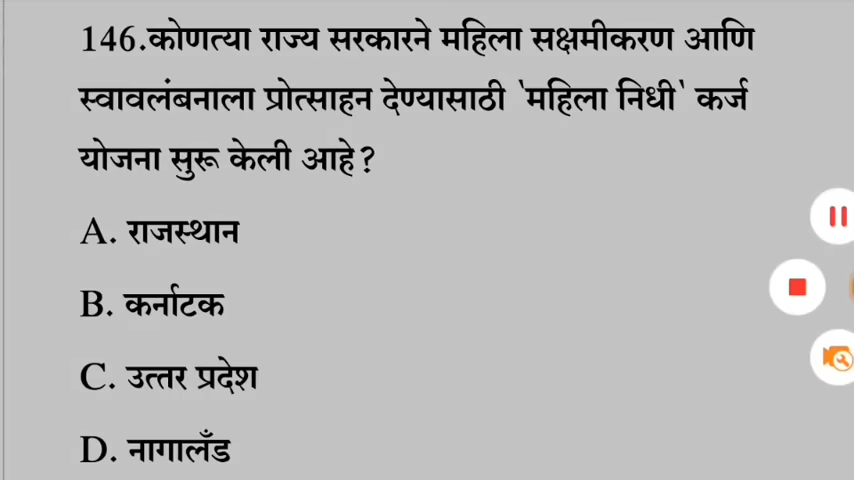 146.कोणत्या राज्य सरकारने महिला सक्षमीकरण आणि
स्वावलंबनाला प्रोत्साहन देण्यासाठी `महिला निधी` कर्ज
योजना सुरू केली आहे?
A. राजस्थान
B. कर्नाटक
C. उत्तर प्रदेश
D. नागालँड